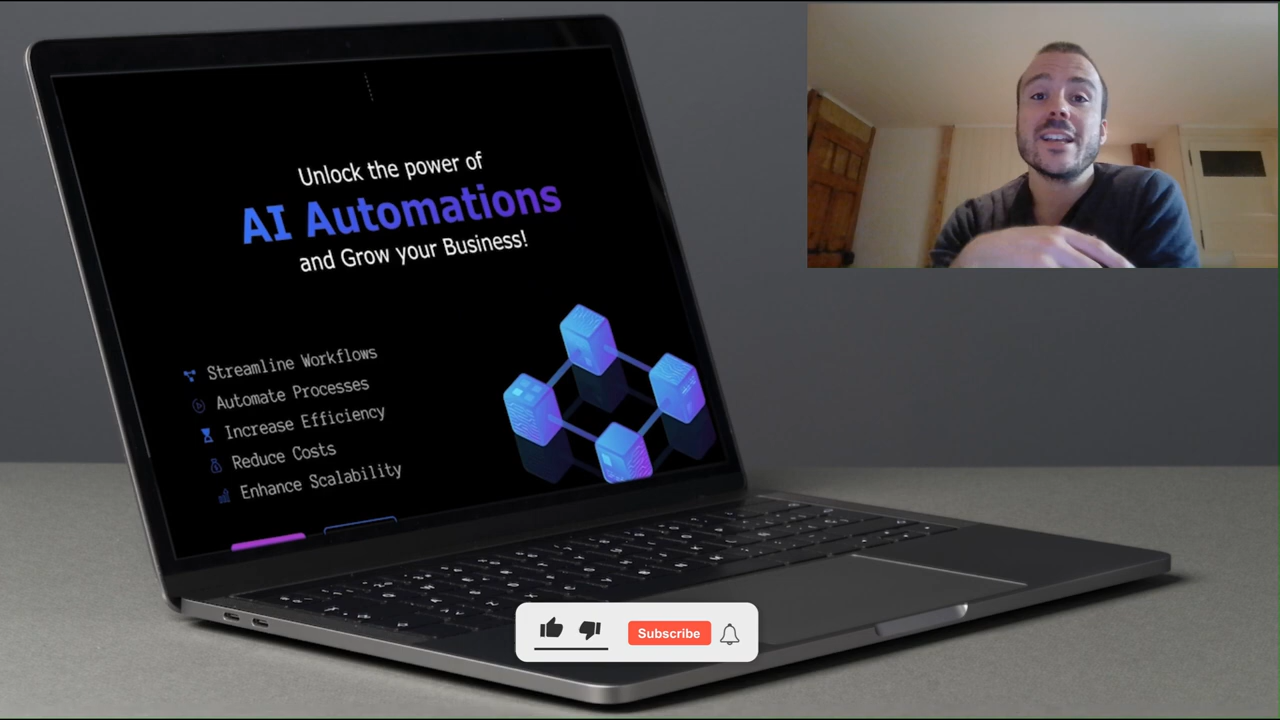 Unlock the power of
AI Automations
and Grow your Business!
Streamline Workflows
Automate Processes
Increase Efficiency
Reduce Costs
Enhance Scalability
Subscribe